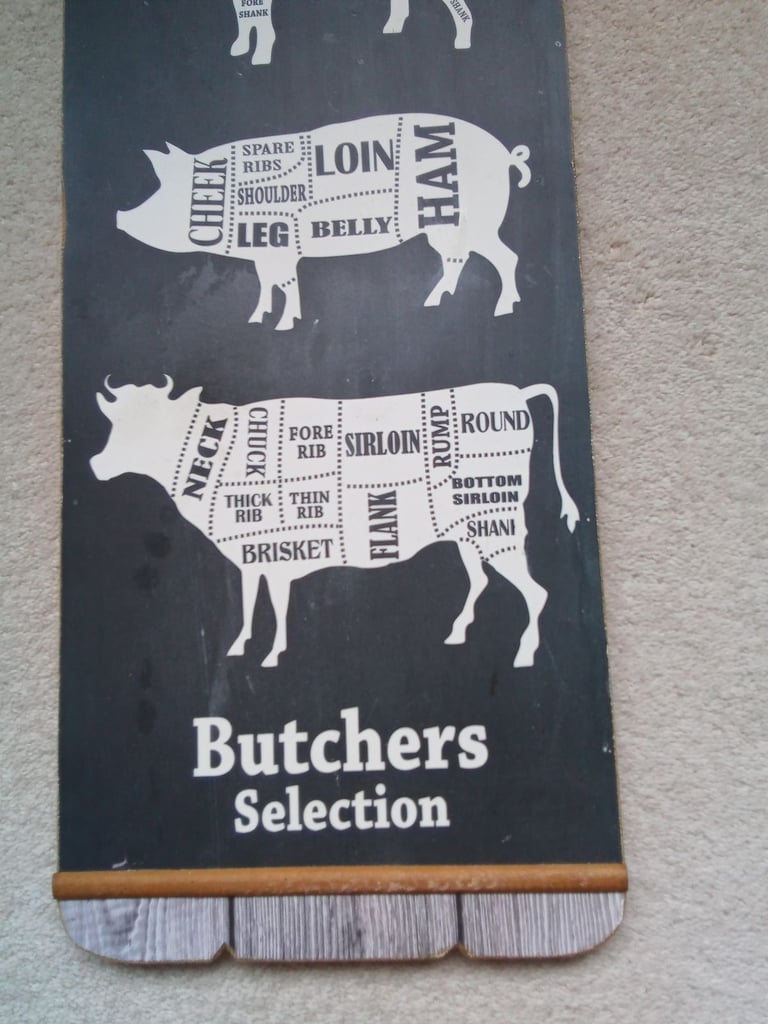 FORE
SHANK
SHANK
CHEEK
SPARE
RIBS
SHOULDER
LEG
LOIN
BELLY
HAM
NECK
CHUCK
FORE
RIB
SIRLOIN
RUMP
ROUND
THICK
RIB
THIN
RIB
FLANK
BOTTOM
SIRLOIN
SHANK
BRISKET
Butchers
Selection